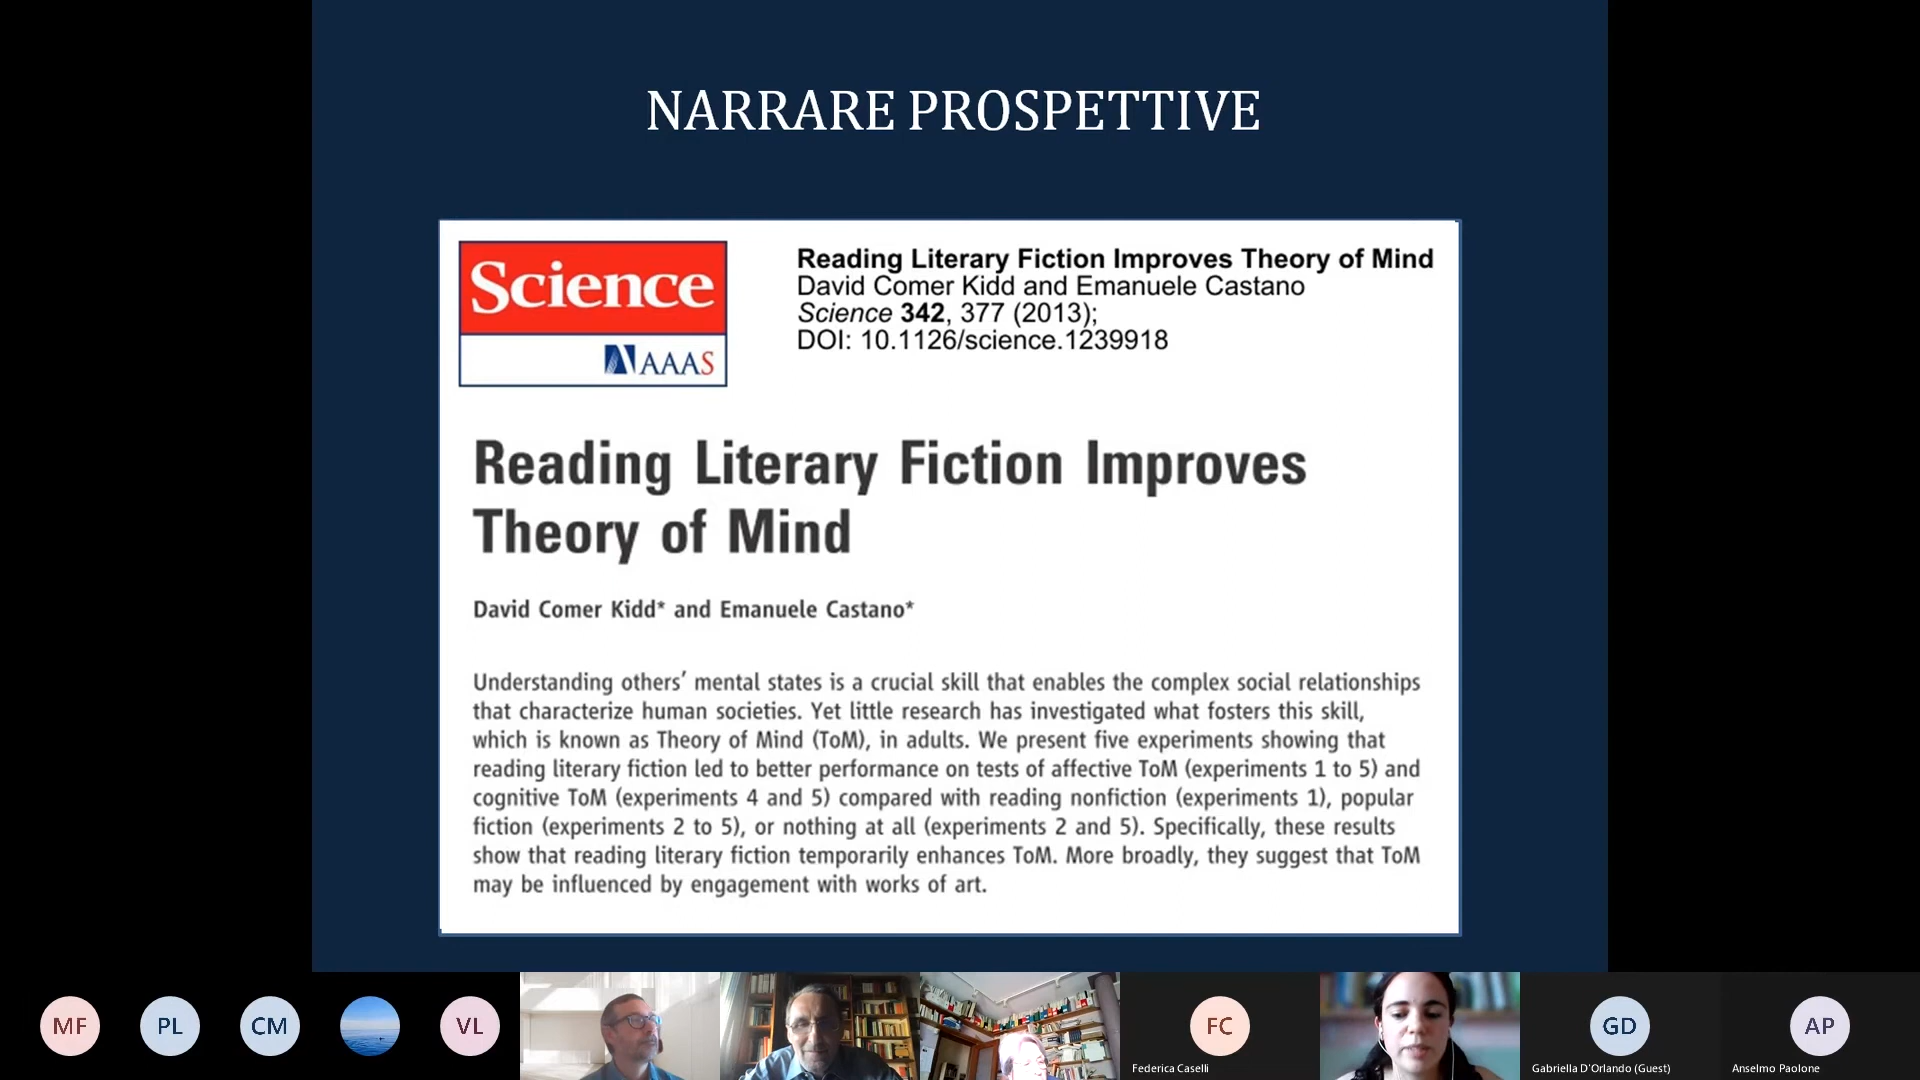 NARRARE PROSPETTIVE
Science
AAAS
Reading Literary Fiction Improves Theory of Mind
David Comer Kidd and Emanuele Castano
Science 342, 377 (2013);
DOI: 10.1126/science.1239918
Reading Literary Fiction Improves
Theory of Mind
David Comer Kidd* and Emanuele Castano*
Understanding others’ mental states is a crucial skill that enables the complex social relationships
that characterize human societies. Yet little research has investigated what fosters this skill,
which is known as Theory of Mind (ToM), in adults. We present five experiments showing that
reading literary fiction led to better performance on tests of affective ToM (experiments 1 to 5) and
cognitive ToM (experiments 4 and 5) compared with reading nonfiction (experiments 1), popular
fiction (experiments 2 to 5), or nothing at all (experiments 2 and 5). Specifically, these results
show that reading literary fiction temporarily enhances ToM. More broadly, they suggest that ToM
may be influenced by engagement with works of art.
MF
PL
CM
VL
FC
Federica Caselli
GD
Gabriella D'Orlando (Guest)
AP
Anselmo Paolone